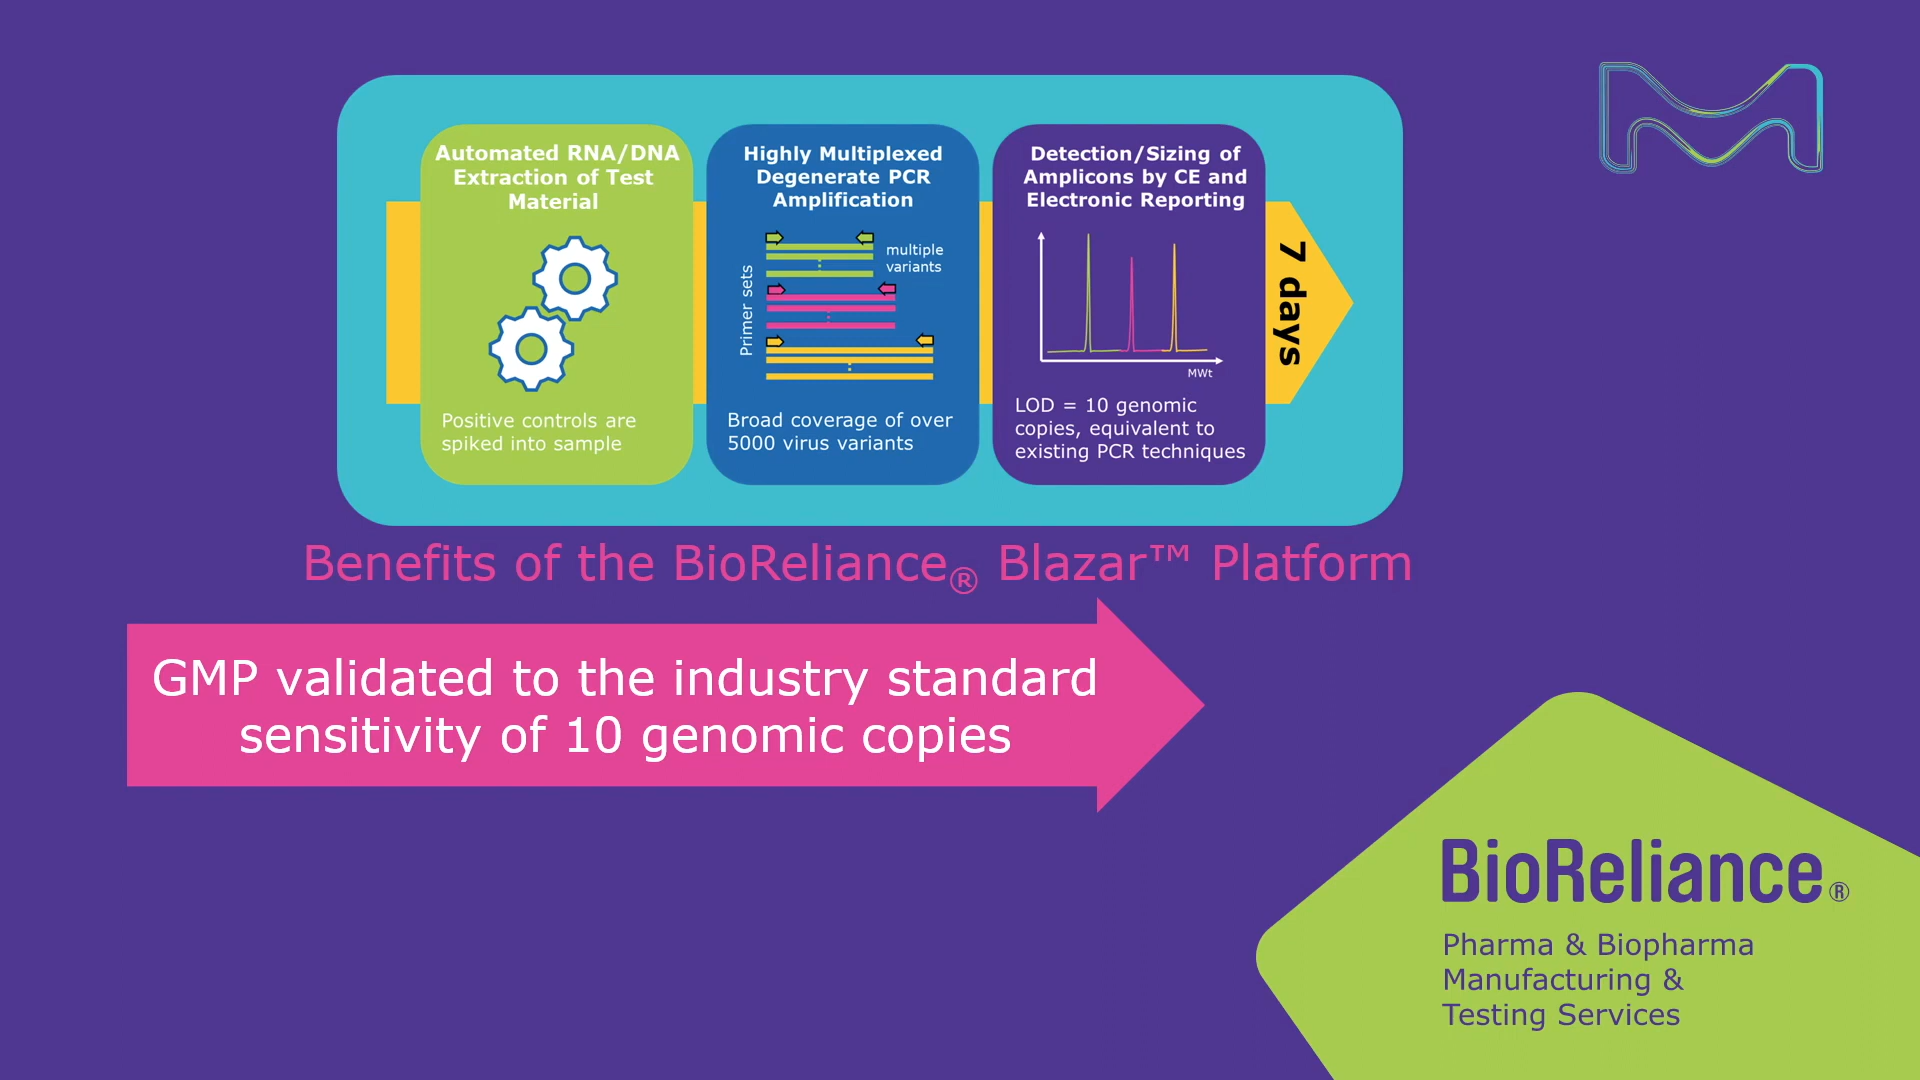 Automated RNA/DNA
Extraction of Test
Material
Positive controls are
spiked into sample
Highly Multiplexed
Degenerate PCR
Amplification
Primer sets
multiple
variants
Broad coverage of over
5000 virus variants
Detection/Sizing of
Amplicons by CE and
Electronic Reporting
MWt
LOD = 10 genomic
copies, equivalent to
existing PCR techniques
7 days
Benefits of the BioReliance® Blazar™ Platform
GMP validated to the industry standard
sensitivity of 10 genomic copies
BioReliance®
Pharma & Biopharma
Manufacturing &
Testing Services